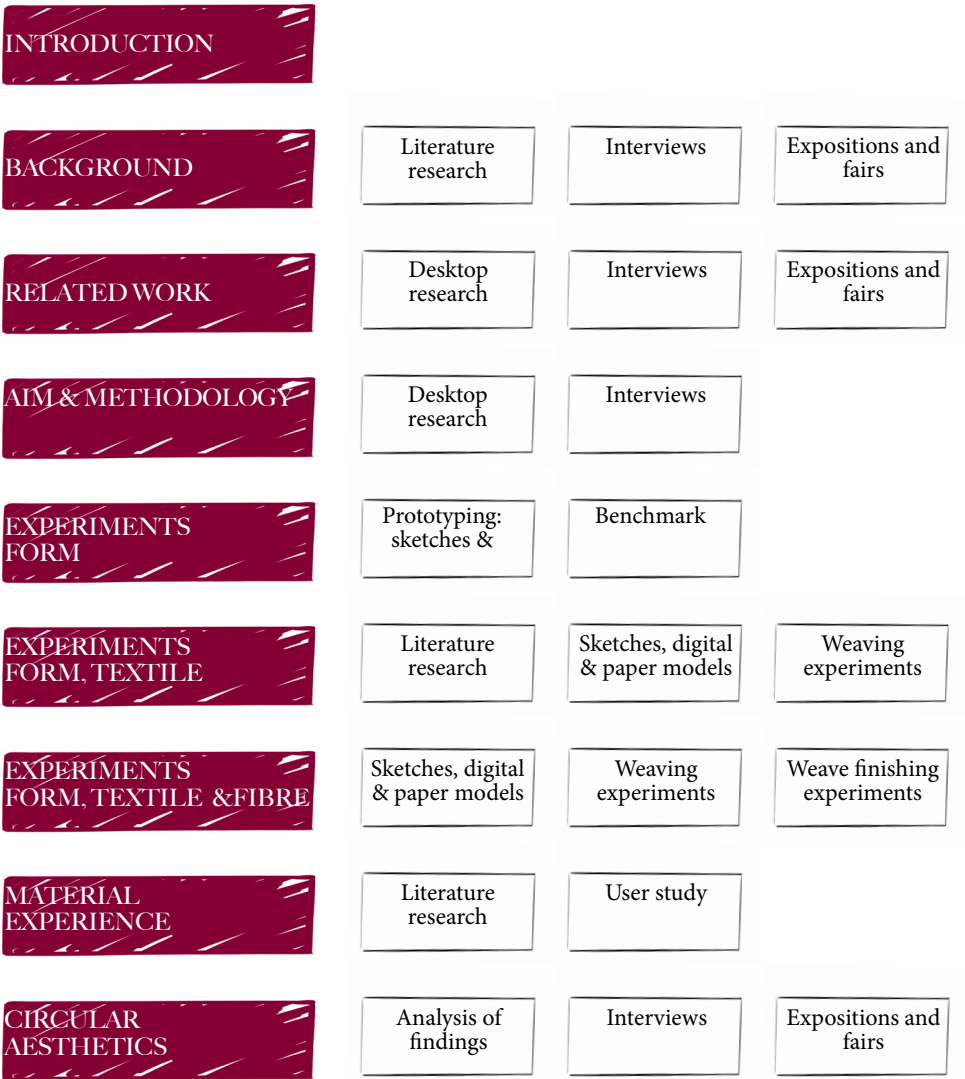 INTRODUCTION
BACKGROUND
Literature
research
Interviews
Expositions and
fairs
RELATED WORK
Desktop
research
Interviews
Expositions and
fairs
AIM & METHODOLOGY
Desktop
research
Interviews
EXPERIMENTS
FORM
Prototyping:
sketches &
Benchmark
EXPERIMENTS
FORM, TEXTILE
Literature
research
Sketches, digital
& paper models
Weaving
experiments
EXPERIMENTS
FORM, TEXTILE &FIBRE
Sketches, digital
& paper models
Weaving
experiments
Weave finishing
experiments
MATERIAL
EXPERIENCE
Literature
research
User study
CIRCULAR
AESTHETICS
Analysis of
findings
Interviews
Expositions and
fairs